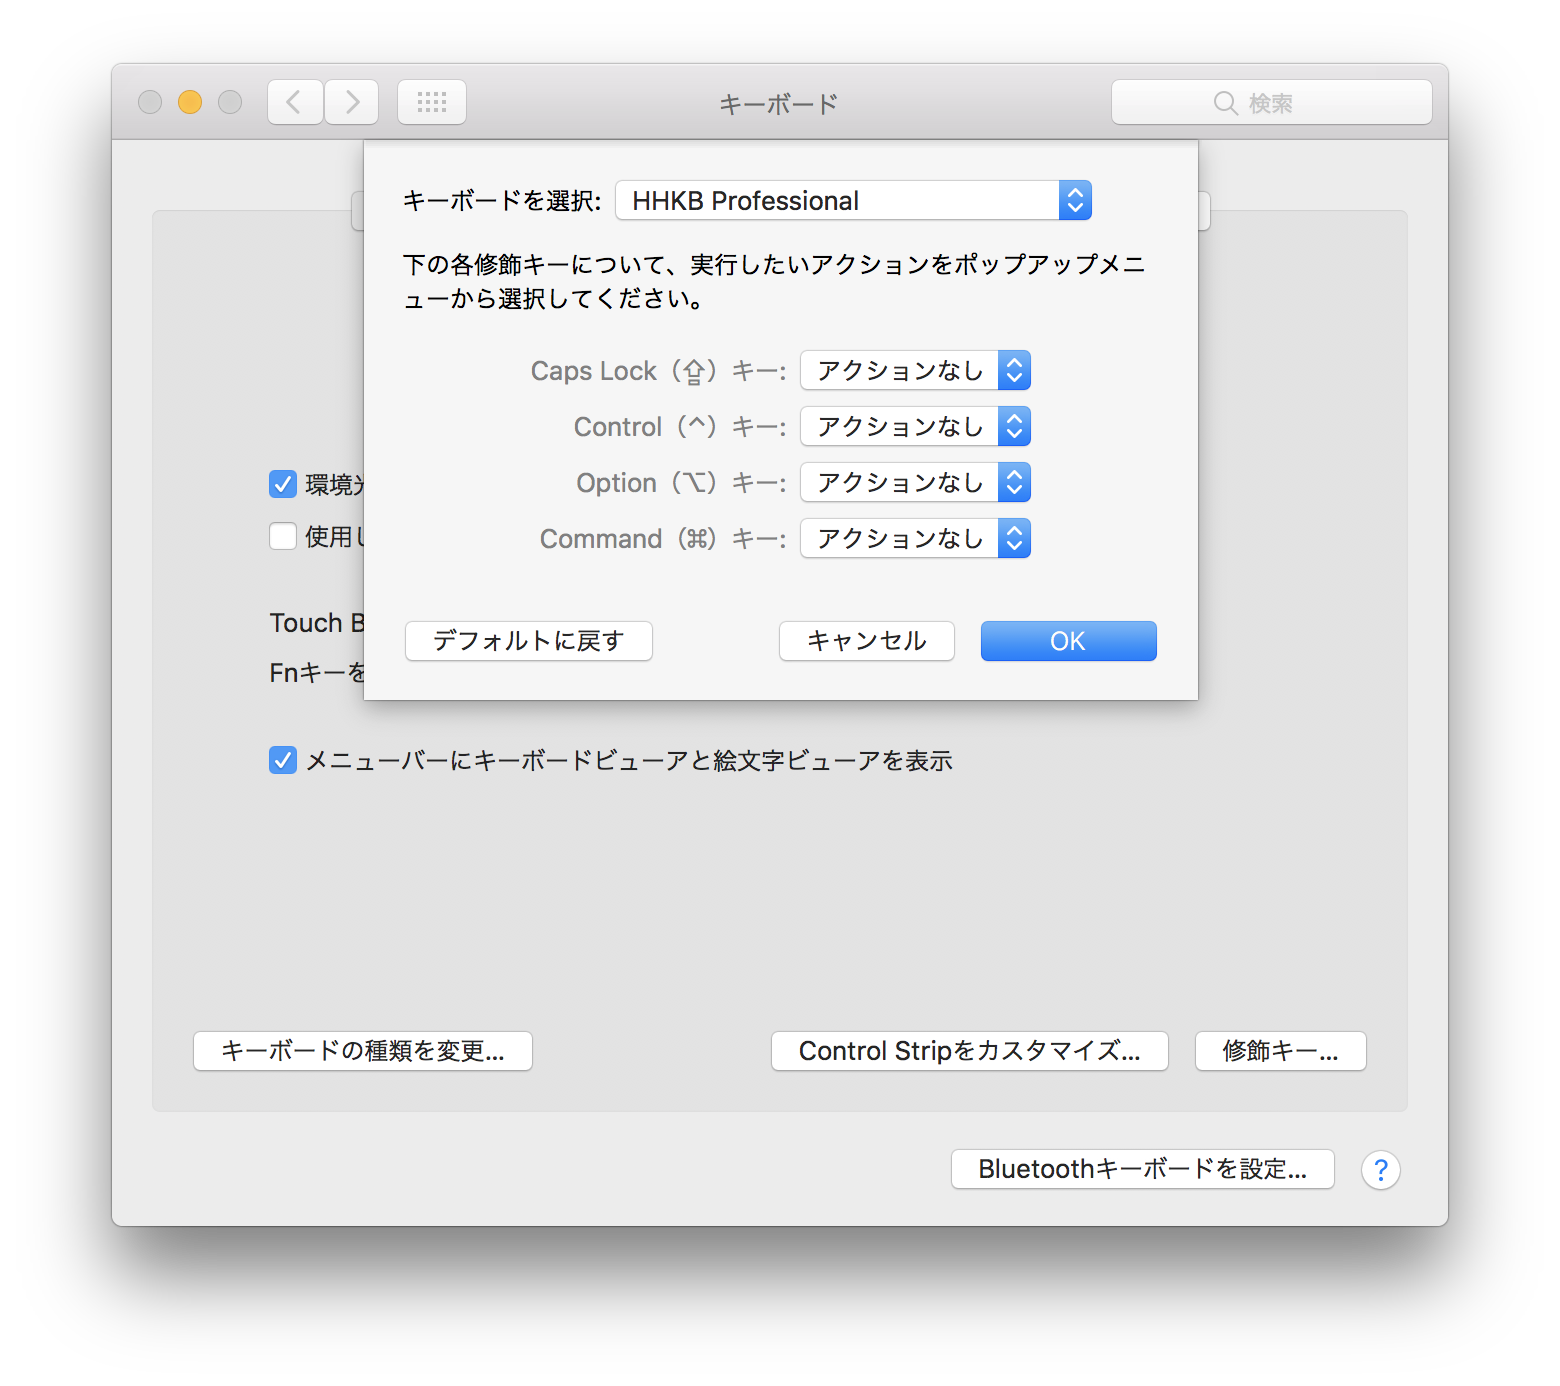 キーボード
検索
キーボードを選択: HHKB Professional
下の各修飾キーについて、実行したいアクションをポップアップメニ
ューから選択してください。
Caps Lock（⇪）キー: アクションなし
Control（^）キー: アクションなし
Option（⌥）キー: アクションなし
Command（⌘）キー: アクションなし
デフォルトに戻す キャンセル OK
環境光
使用し
Touch B
Fnキーを
メニューバーにキーボードビューアと絵文字ビューアを表示
キーボードの種類を変更... Control Stripをカスタマイズ... 修飾キー...
Bluetoothキーボードを設定... ?